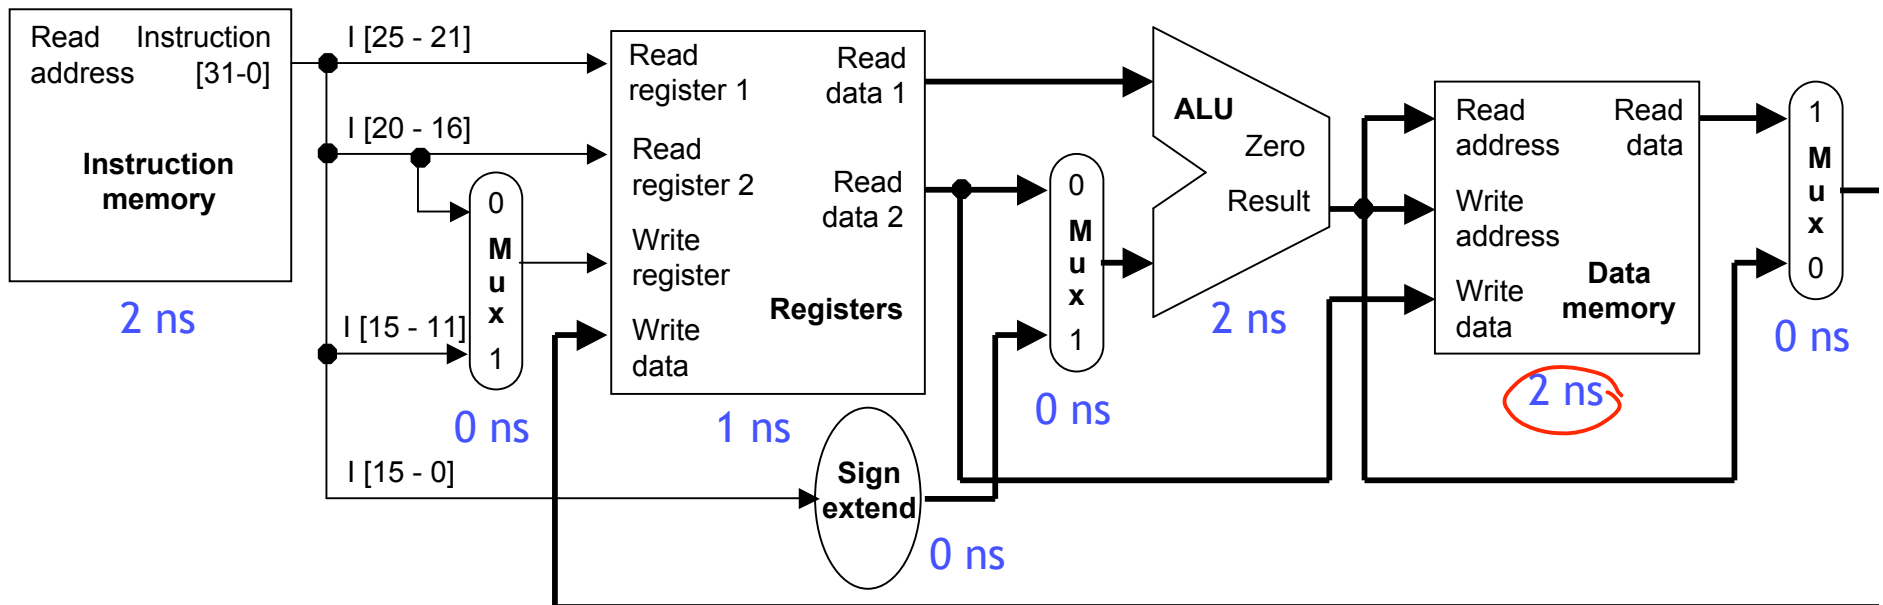 Read Instruction
address [31-0]
Instruction
memory
2 ns
I [25 - 21]
I [20 - 16]
I [15 - 11]
I [15 - 0]
0
M
u
x
1
0 ns
Read
register 1
Read
data 1
Read
register 2
Read
data 2
Write
register
Registers
Write
data
1 ns
Sign
extend
0 ns
0
M
u
x
1
0 ns
ALU
Zero
Result
2 ns
Read
address
Read
data
Write
address
Write
data
Data
memory
2 ns
1
M
u
x
0
0 ns